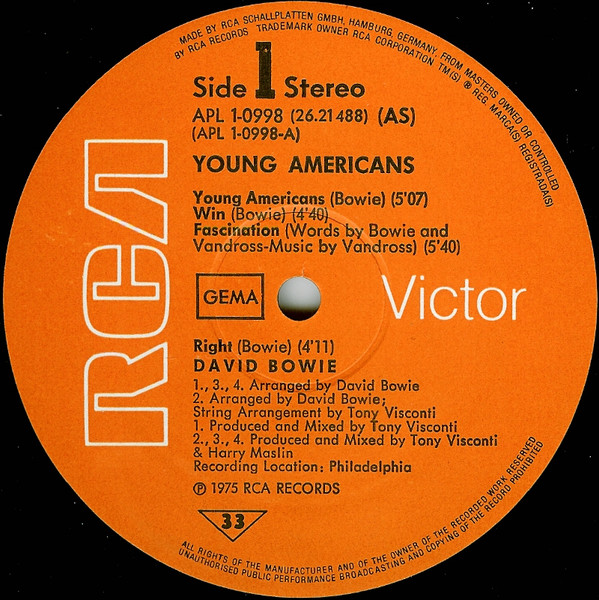 MADE BY RCA SCHALLPLATTEN GMBH, HAMBURG, GERMANY, FROM MASTERS OWNED OR CONTROLLED
BY RCA RECORDS TRADEMARK OWNER RCA CORPORATION TM(S) ® REG. MARCA(S) REGISTRADA(S)
Side 1 Stereo
APL 1-0998 (26.21488) (AS)
(APL 1-0998-A)
YOUNG AMERICANS
Young Americans (Bowie) (5'07)
Win (Bowie) (4'40)
Fascination (Words by Bowie and
Vandross-Music by Vandross) (5'40)
RCA
GEMA
Victor
Right (Bowie) (4'11)
DAVID BOWIE
1., 3., 4. Arranged by David Bowie
2. Arranged by David Bowie;
String Arrangement by Tony Visconti
1. Produced and Mixed by Tony Visconti
2., 3., 4. Produced and Mixed by Tony Visconti
& Harry Maslin
Recording Location: Philadelphia
℗ 1975 RCA RECORDS
33
ALL RIGHTS OF THE MANUFACTURER AND OF THE OWNER OF THE RECORDED WORK RESERVED
UNAUTHORISED PUBLIC PERFORMANCE BROADCASTING AND COPYING OF THE RECORD PROHIBITED